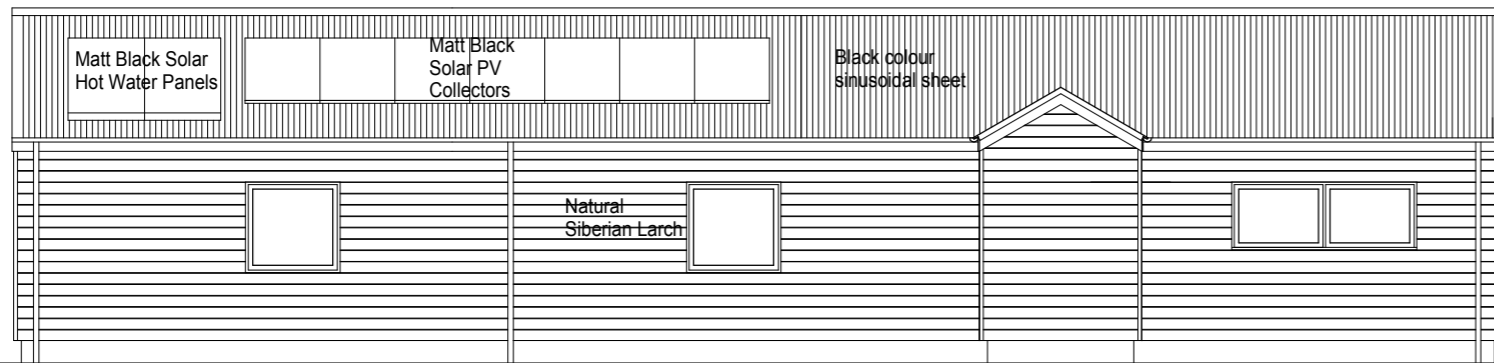 Matt Black Solar
Hot Water Panels
Matt Black
Solar PV
Collectors
Black colour
sinusoidal sheet
Natural
Siberian Larch